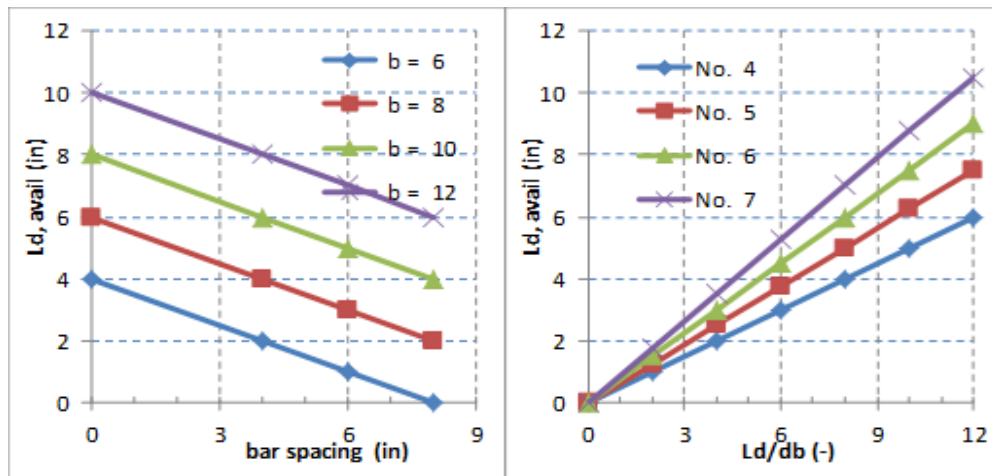 12
10
8
6
4
2
0
Ld, avail (in)
b = 6
b = 8
b = 10
b = 12
0 3 6 9
bar spacing (in)
12
10
8
6
4
2
0
Ld, avail (in)
No. 4
No. 5
No. 6
No. 7
0 3 6 9 12
Ld/db (-)